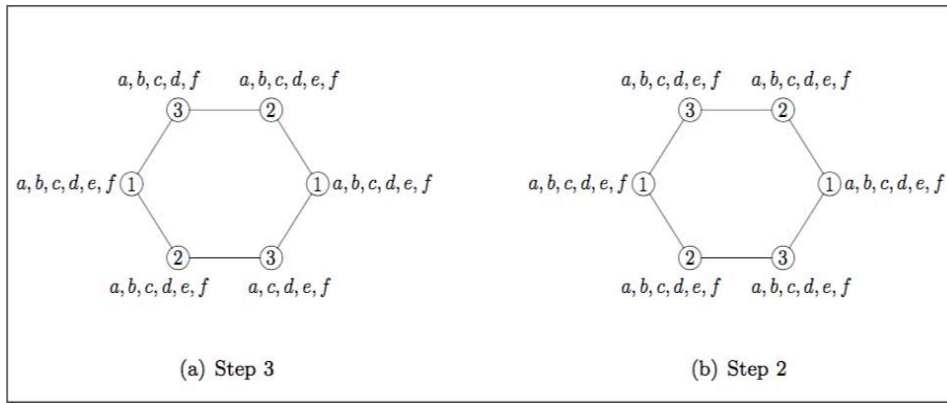 a, b, c, d, f a, b, c, d, e, f a, b, c, d, e, f a, b, c, d, e, f
3 2 3 2
a, b, c, d, e, f 1 1 a, b, c, d, e, f a, b, c, d, e, f 1 1 a, b, c, d, e, f
2 3 2 3
a, b, c, d, e, f a, c, d, e, f a, b, c, d, e, f a, b, c, d, e, f
(a) Step 3 (b) Step 2